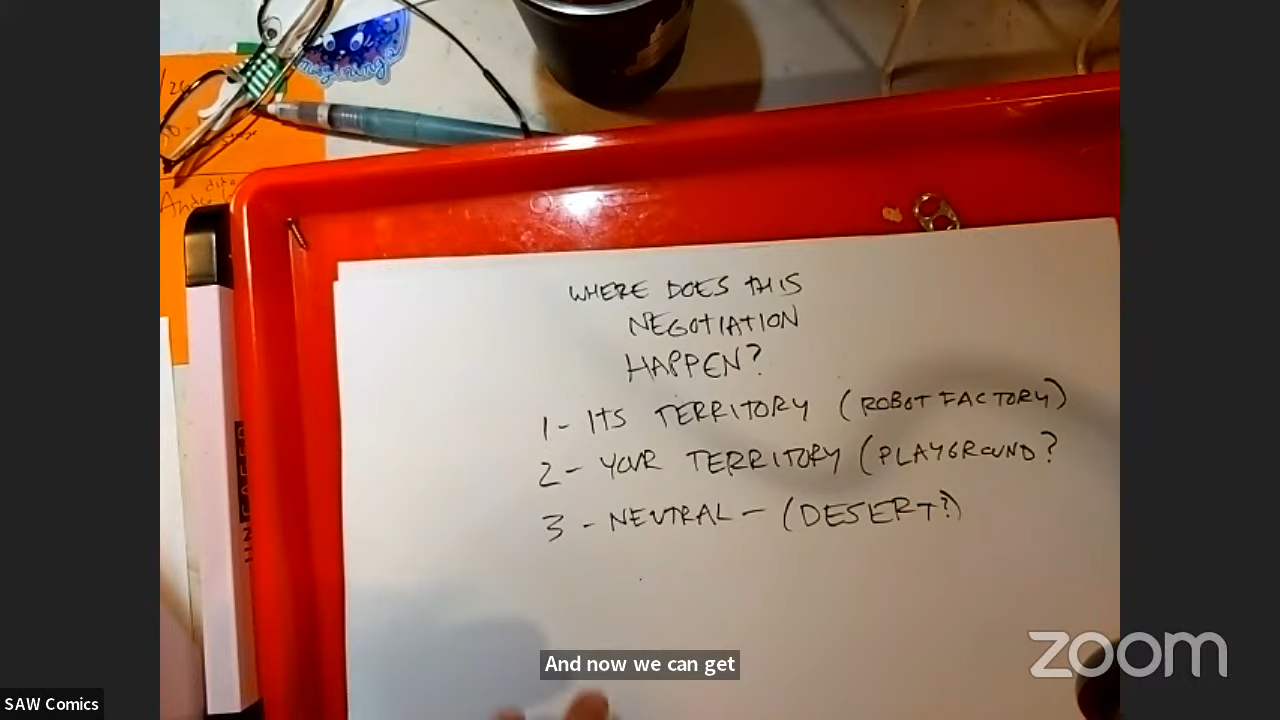 WHERE DOES THIS
NEGOTIATION
HAPPEN?
1- ITS TERRITORY (ROBOT FACTORY)
2- YOUR TERRITORY (PLAYGROUND?
3 - NEUTRAL - (DESERT?)
And now we can get
zoom
SAW Comics